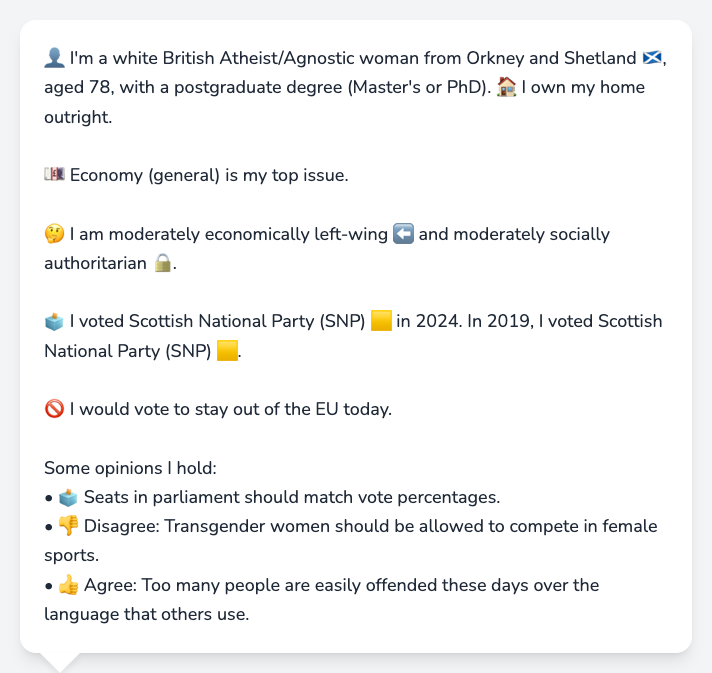 👤 I'm a white British Atheist/Agnostic woman from Orkney and Shetland 🏴󠁧󠁢󠁳󠁣󠁴󠁿,
aged 78, with a postgraduate degree (Master's or PhD). 🏠 I own my home
outright.
💷 Economy (general) is my top issue.
🤔 I am moderately economically left-wing ⬅️ and moderately socially
authoritarian 🔒.
🗳️ I voted Scottish National Party (SNP) 🟨 in 2024. In 2019, I voted Scottish
National Party (SNP) 🟨.
🚫 I would vote to stay out of the EU today.
Some opinions I hold:
• 🗳️ Seats in parliament should match vote percentages.
• 👎 Disagree: Transgender women should be allowed to compete in female
sports.
• 👍 Agree: Too many people are easily offended these days over the
language that others use.